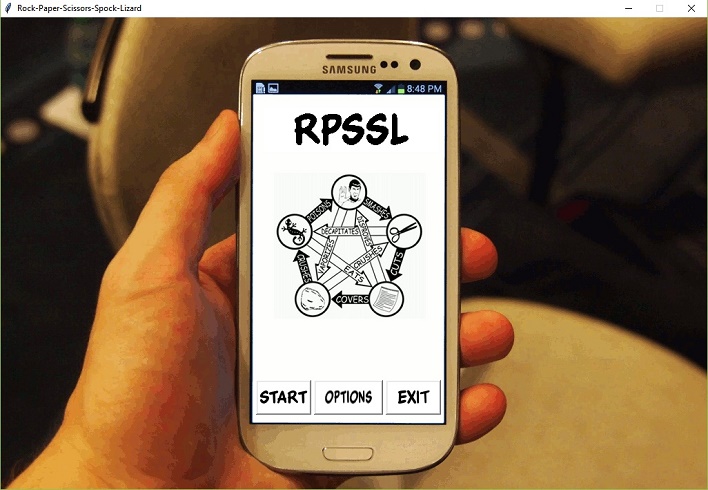 Rock-Paper-Scissors-Spock-Lizard
SAMSUNG
8:48 PM
RPSSL
POISONS
SMASHES
DECAPITATES
DISPROVES
VAPORIZES
CRUSHES
EATS
CUTS
CRUSHES
COVERS
START OPTIONS EXIT